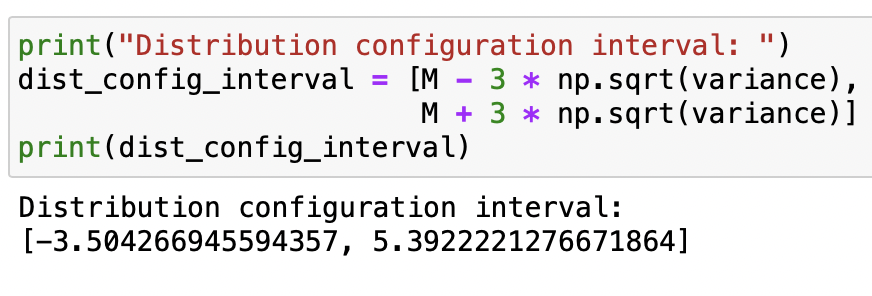 print("Distribution configuration interval: ")
dist_config_interval = [M - 3 * np.sqrt(variance),
                        M + 3 * np.sqrt(variance)]
print(dist_config_interval)
Distribution configuration interval:
[-3.504266945594357, 5.3922221276671864]